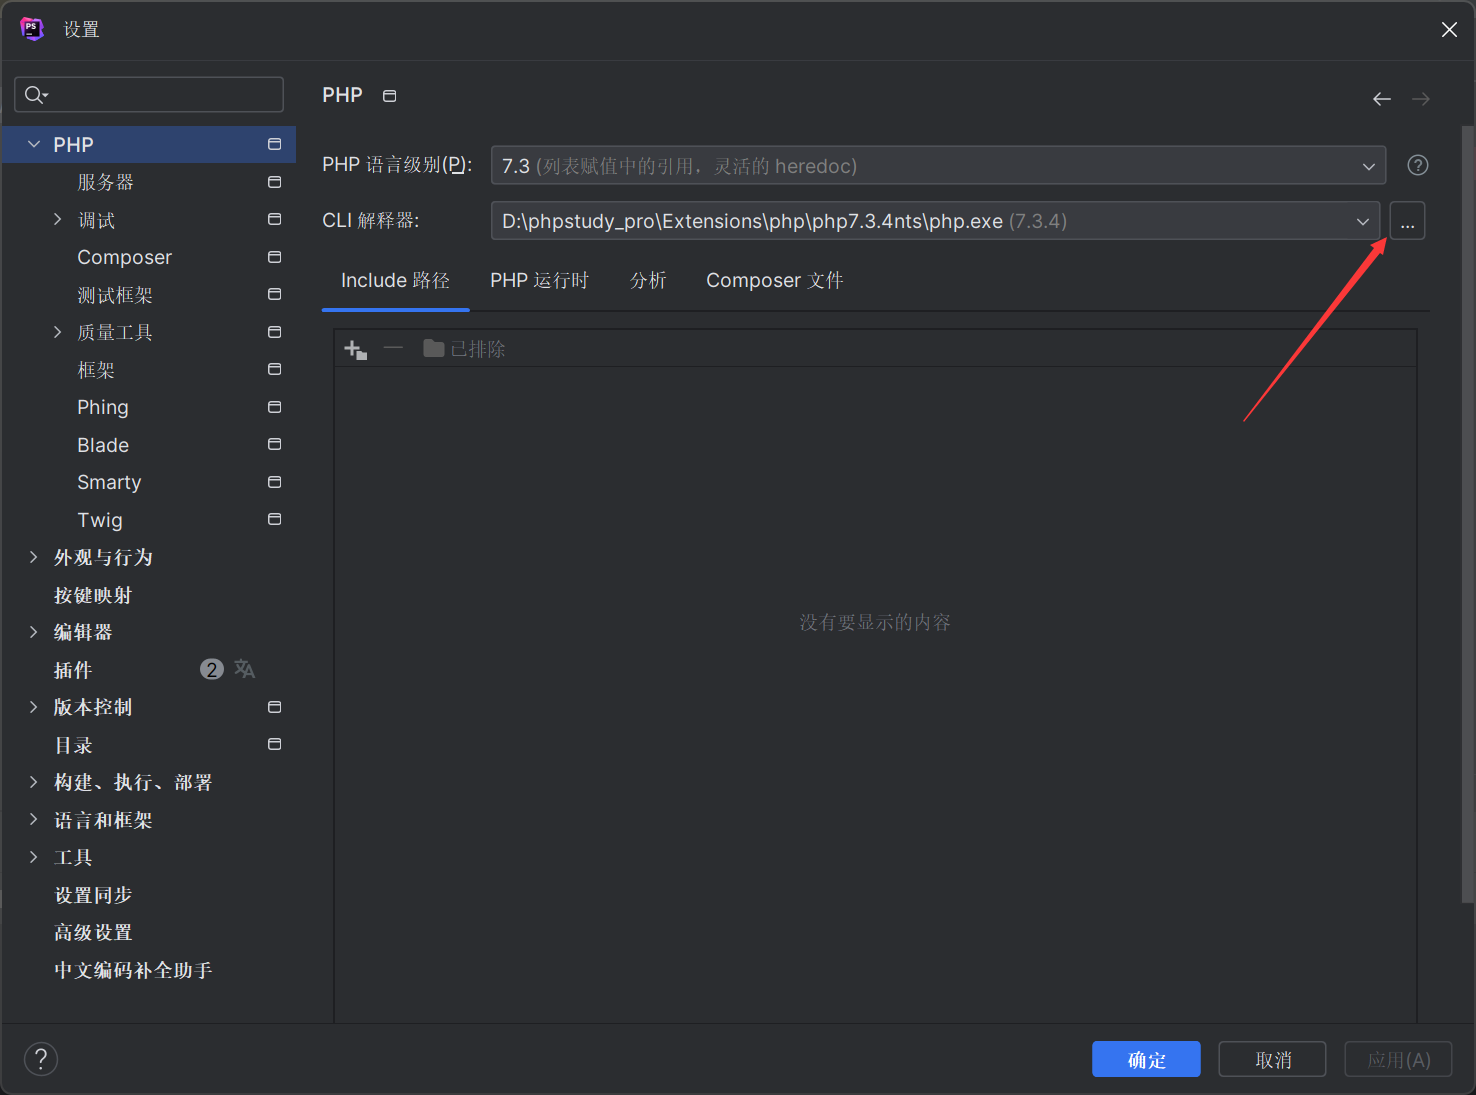 PS
设置
PHP
PHP
服务器
调试
Composer
测试框架
质量工具
框架
Phing
Blade
Smarty
Twig
外观与行为
按键映射
编辑器
插件 2
版本控制
目录
构建、执行、部署
语言和框架
工具
设置同步
高级设置
中文编码补全助手
PHP 语言级别(P): 7.3 (列表赋值中的引用，灵活的 heredoc) ?
CLI 解释器: D:\phpstudy_pro\Extensions\php\php7.3.4nts\php.exe (7.3.4) ...
Include 路径 PHP 运行时 分析 Composer 文件
已排除
没有要显示的内容
? 确定 取消 应用(A)